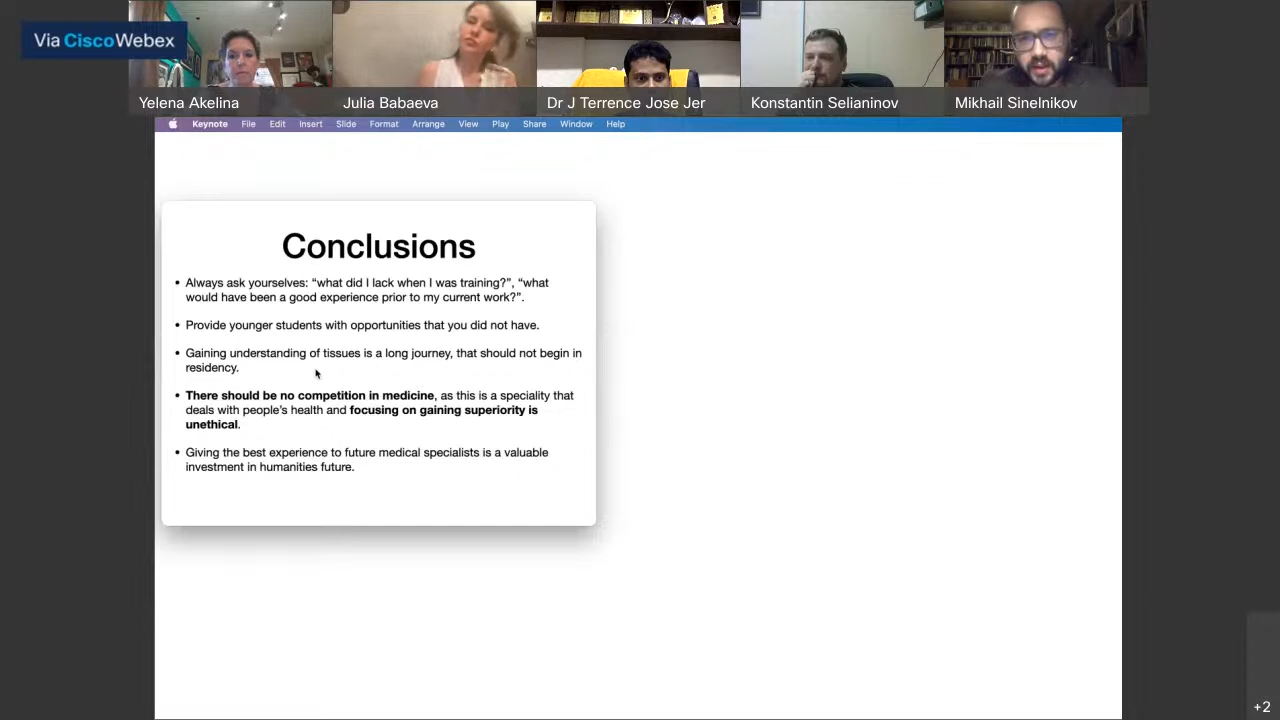 Via CiscoWebex
Yelena Akelina
Julia Babaeva
Dr J Terrence Jose Jer
Konstantin Selianinov
Mikhail Sinelnikov
Keynote File Edit Insert Slide Format Arrange View Play Share Window Help
Conclusions
• Always ask yourselves: “what did I lack when I was training?”, “what
would have been a good experience prior to my current work?”.
• Provide younger students with opportunities that you did not have.
• Gaining understanding of tissues is a long journey, that should not begin in
residency.
• There should be no competition in medicine, as this is a speciality that
deals with people’s health and focusing on gaining superiority is
unethical.
• Giving the best experience to future medical specialists is a valuable
investment in humanities future.
+2